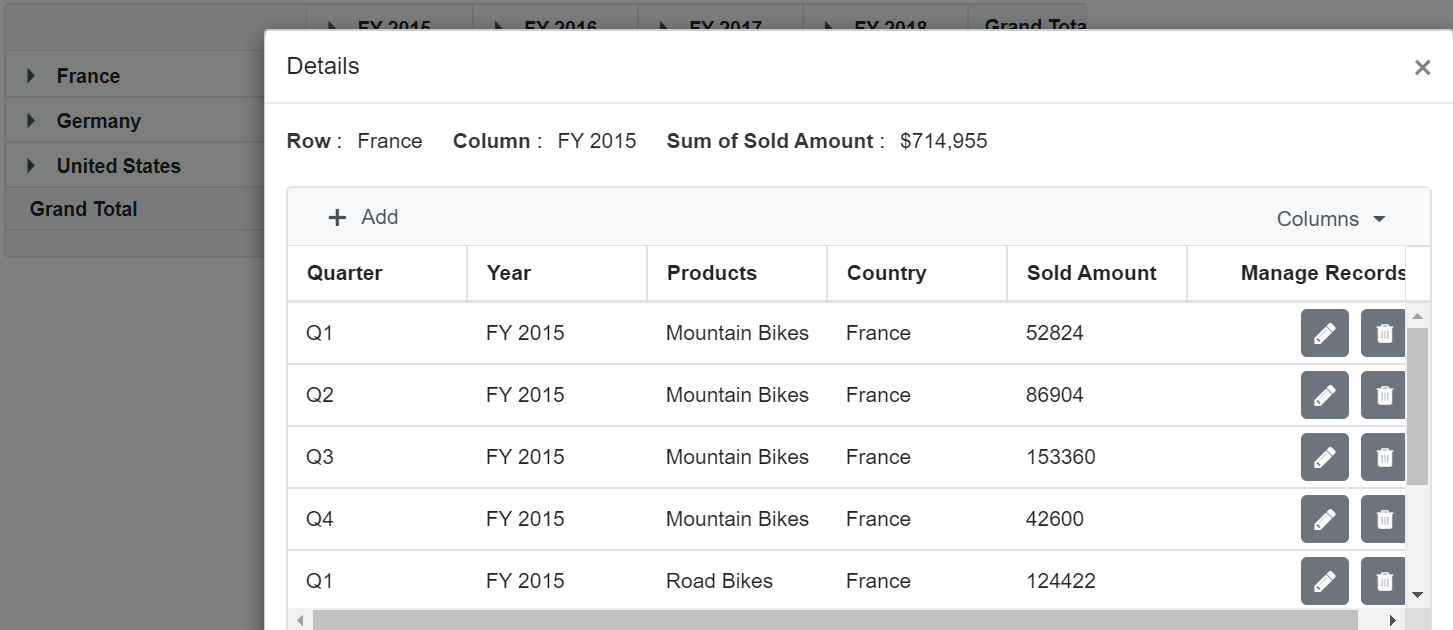 FY 2015 FY 2016 FY 2017 FY 2018 Grand Tota
Details
France
Germany
United States
Grand Total
Row : France Column : FY 2015 Sum of Sold Amount : $714,955
Add Columns
Quarter Year Products Country Sold Amount Manage Records
Q1 FY 2015 Mountain Bikes France 52824
Q2 FY 2015 Mountain Bikes France 86904
Q3 FY 2015 Mountain Bikes France 153360
Q4 FY 2015 Mountain Bikes France 42600
Q1 FY 2015 Road Bikes France 124422